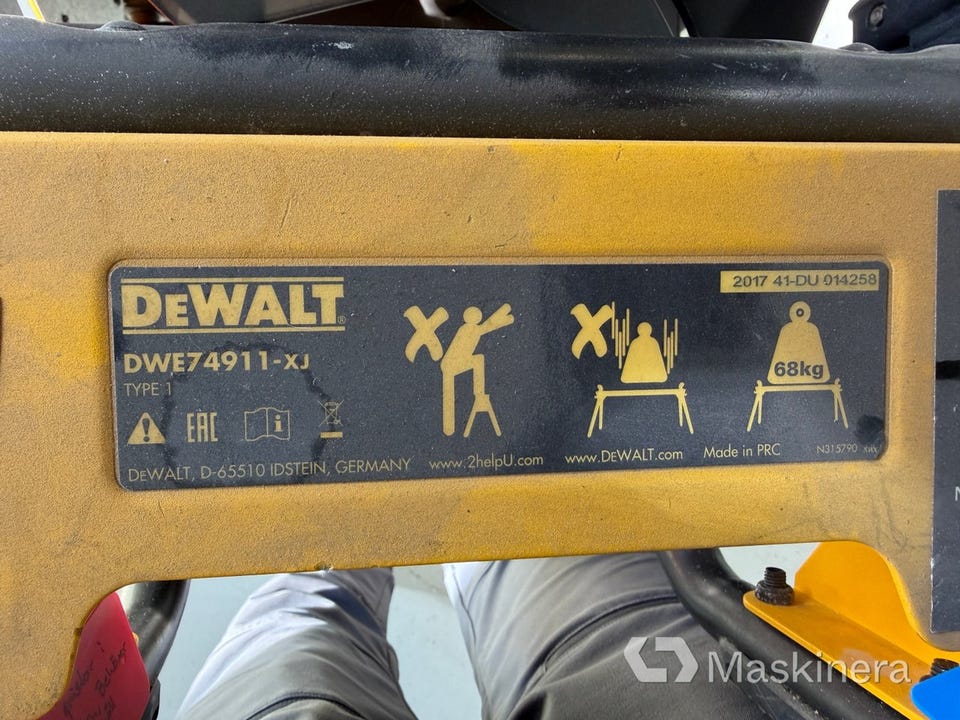 DEWALT®
2017 41-DU 014258
DWE74911-XJ
TYPE 1
68kg
EAC
DEWALT, D-65510 IDSTEIN, GERMANY www.2helpU.com www.DEWALT.com Made in PRC N315790
Maskinera